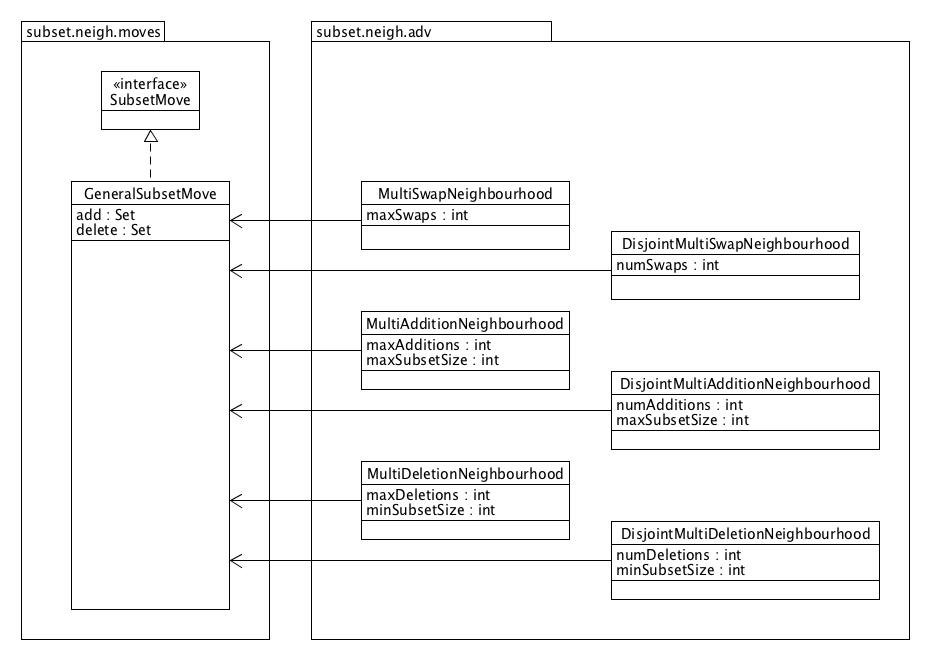 subset.neigh.moves
«interface»
SubsetMove
GeneralSubsetMove
add : Set
delete : Set
subset.neigh.adv
MultiSwapNeighbourhood
maxSwaps : int
DisjointMultiSwapNeighbourhood
numSwaps : int
MultiAdditionNeighbourhood
maxAdditions : int
maxSubsetSize : int
DisjointMultiAdditionNeighbourhood
numAdditions : int
maxSubsetSize : int
MultiDeletionNeighbourhood
maxDeletions : int
minSubsetSize : int
DisjointMultiDeletionNeighbourhood
numDeletions : int
minSubsetSize : int